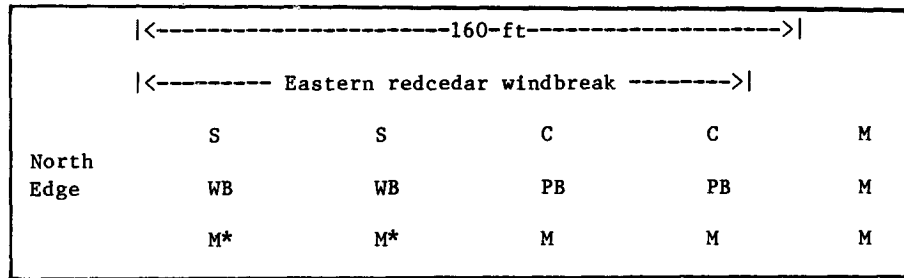 |<-----------------------160-ft-------------------->|
|<--------- Eastern redcedar windbreak -------->|
S S C C M
North
Edge WB WB PB PB M
M* M* M M M